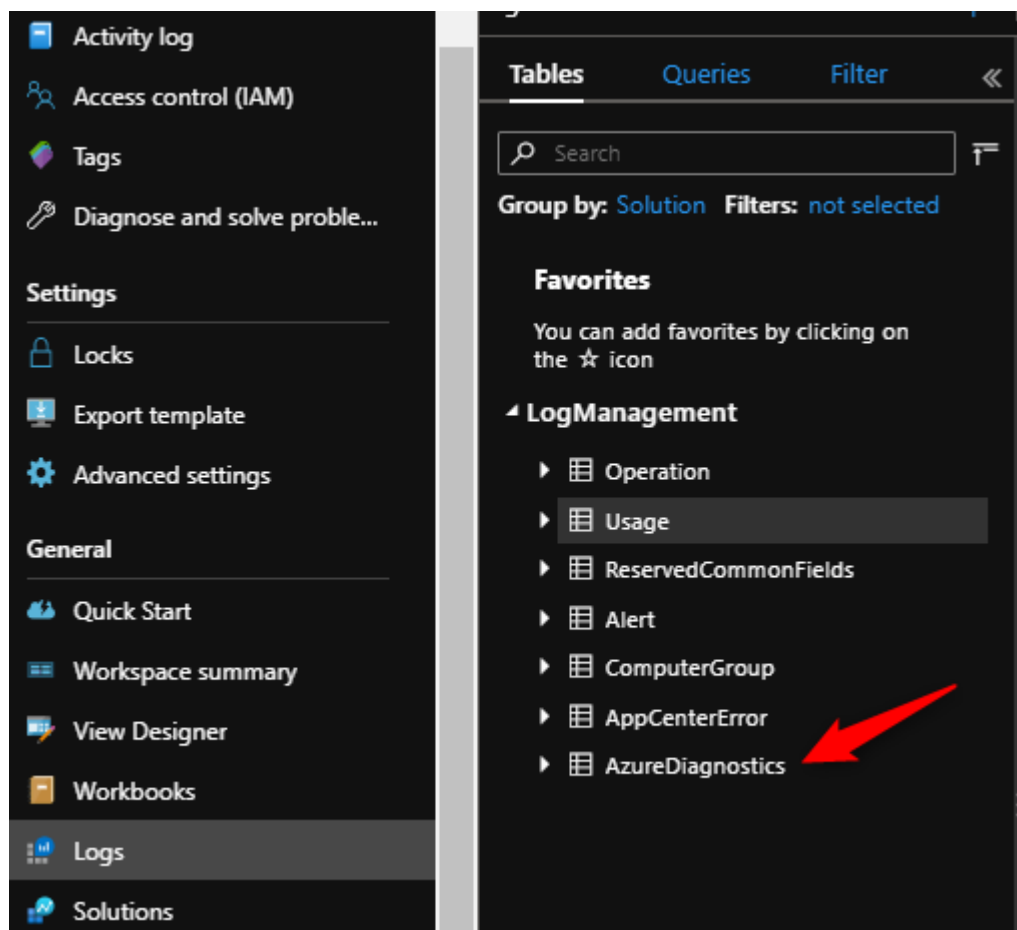 Activity log
Access control (IAM)
Tags
Diagnose and solve proble...
Settings
Locks
Export template
Advanced settings
General
Quick Start
Workspace summary
View Designer
Workbooks
Logs
Solutions
Tables Queries Filter
Search
Group by: Solution Filters: not selected
Favorites
You can add favorites by clicking on
the ☆ icon
LogManagement
Operation
Usage
ReservedCommonFields
Alert
ComputerGroup
AppCenterError
AzureDiagnostics